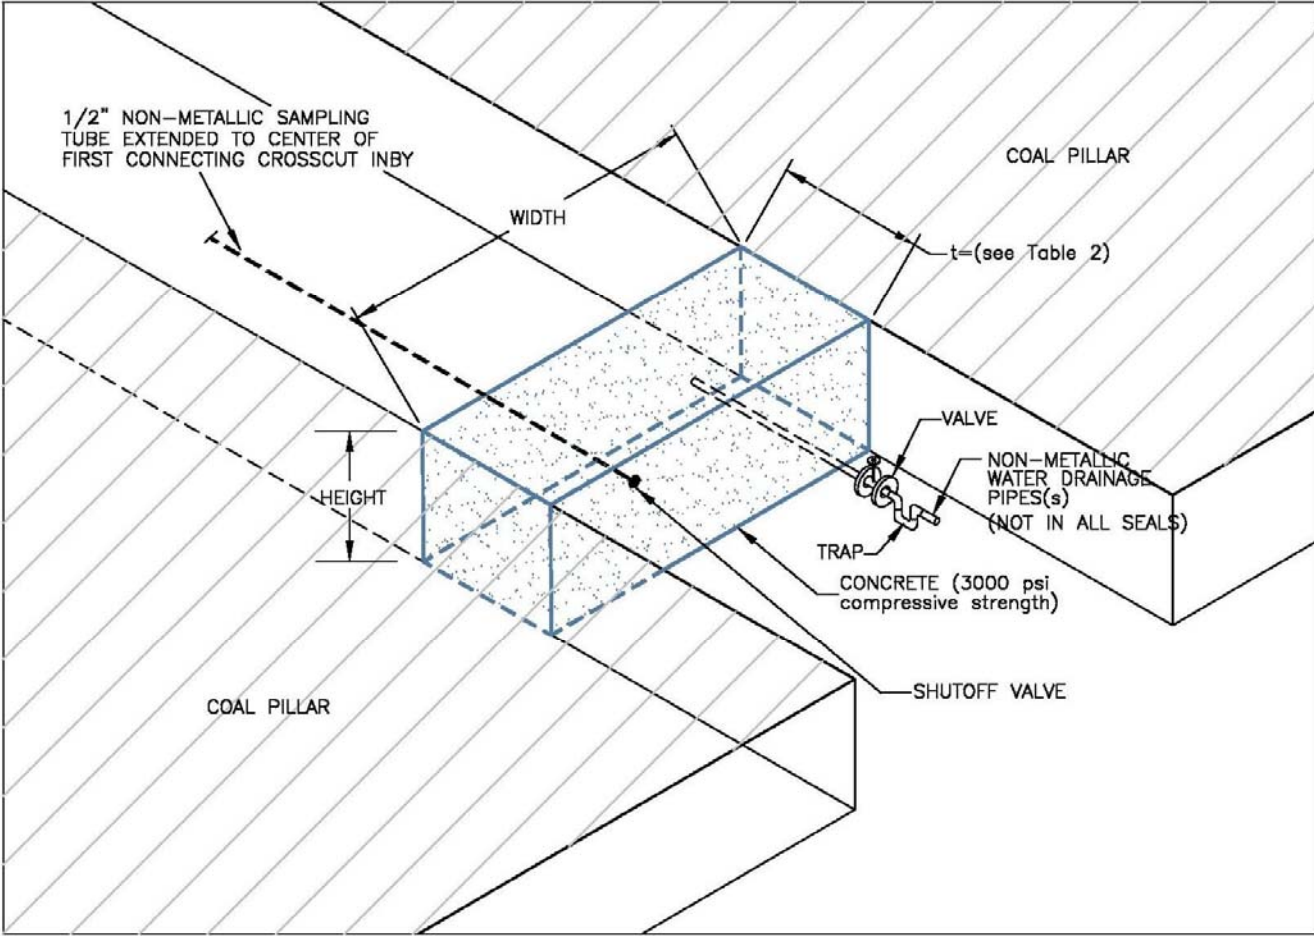 1/2" NON-METALLIC SAMPLING
TUBE EXTENDED TO CENTER OF
FIRST CONNECTING CROSSCUT INBY
COAL PILLAR
WIDTH
t=(see Table 2)
VALVE
NON-METALLIC
WATER DRAINAGE
PIPES(s)
(NOT IN ALL SEALS)
HEIGHT
TRAP
CONCRETE (3000 psi
compressive strength)
SHUTOFF VALVE
COAL PILLAR